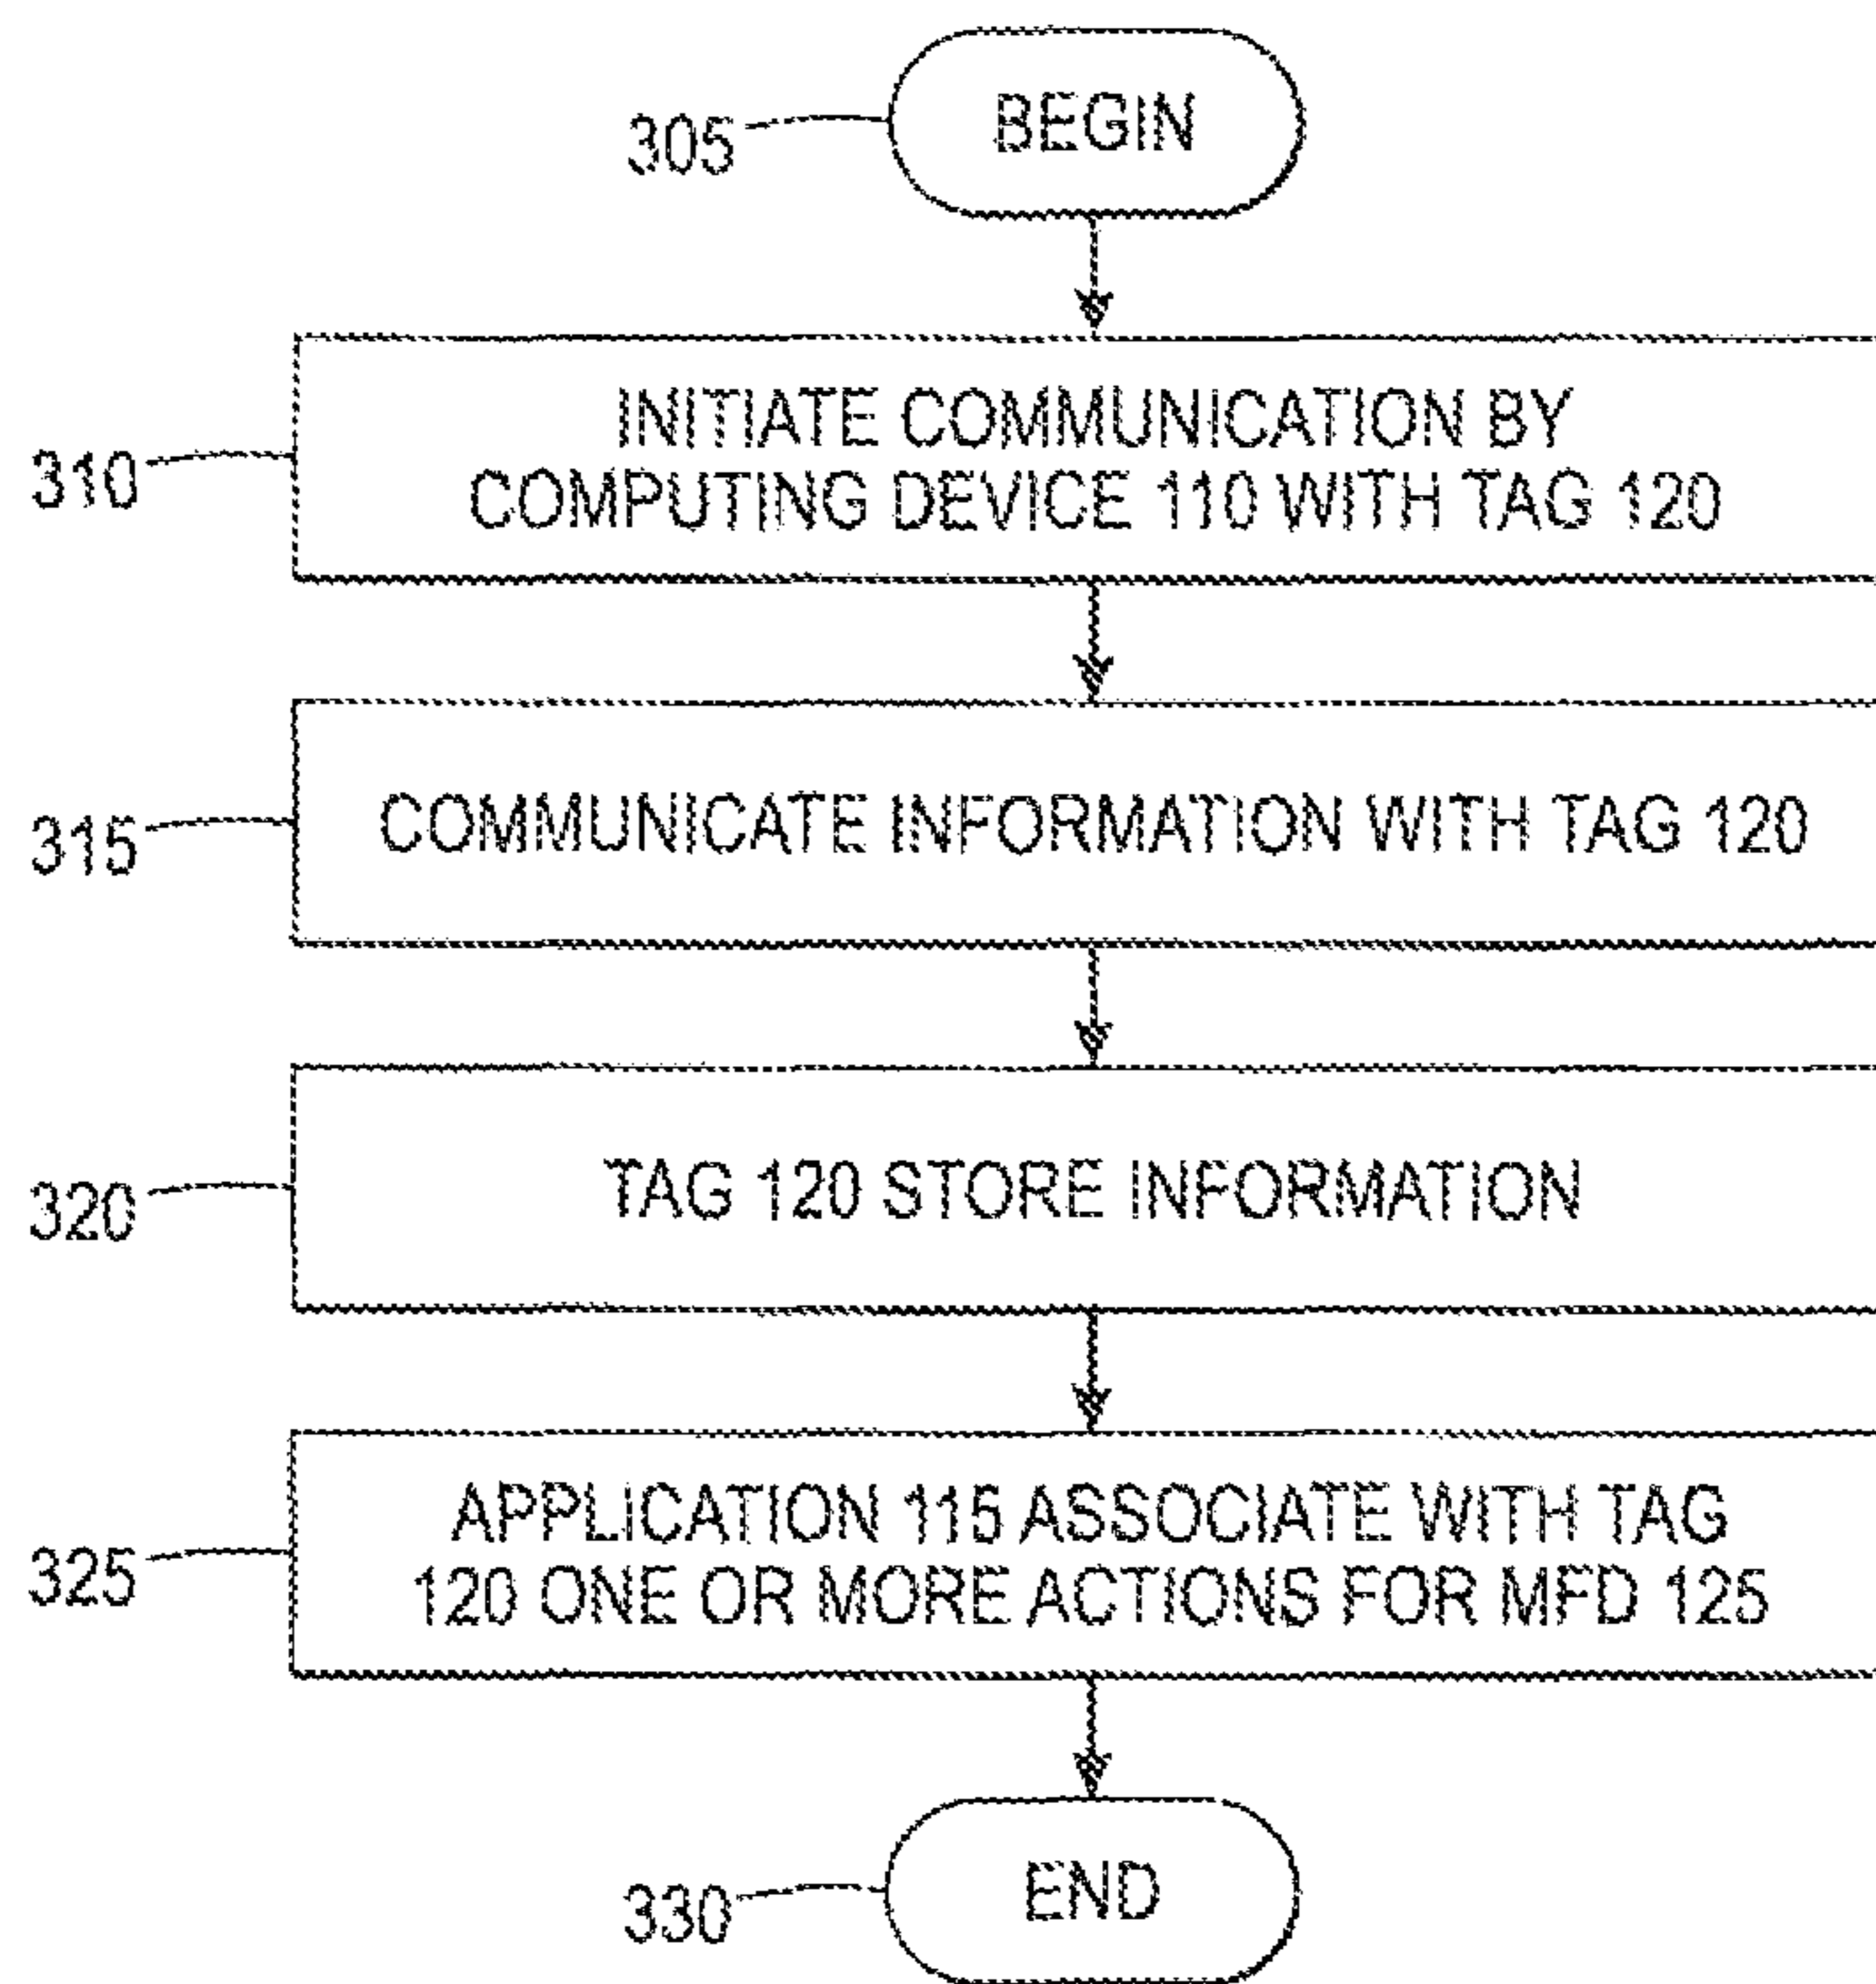 305
BEGIN
310
INITIATE COMMUNICATION BY
COMPUTING DEVICE 110 WITH TAG 120
315
COMMUNICATE INFORMATION WITH TAG 120
320
TAG 120 STORE INFORMATION
325
APPLICATION 115 ASSOCIATE WITH TAG
120 ONE OR MORE ACTIONS FOR MFD 125
330
END